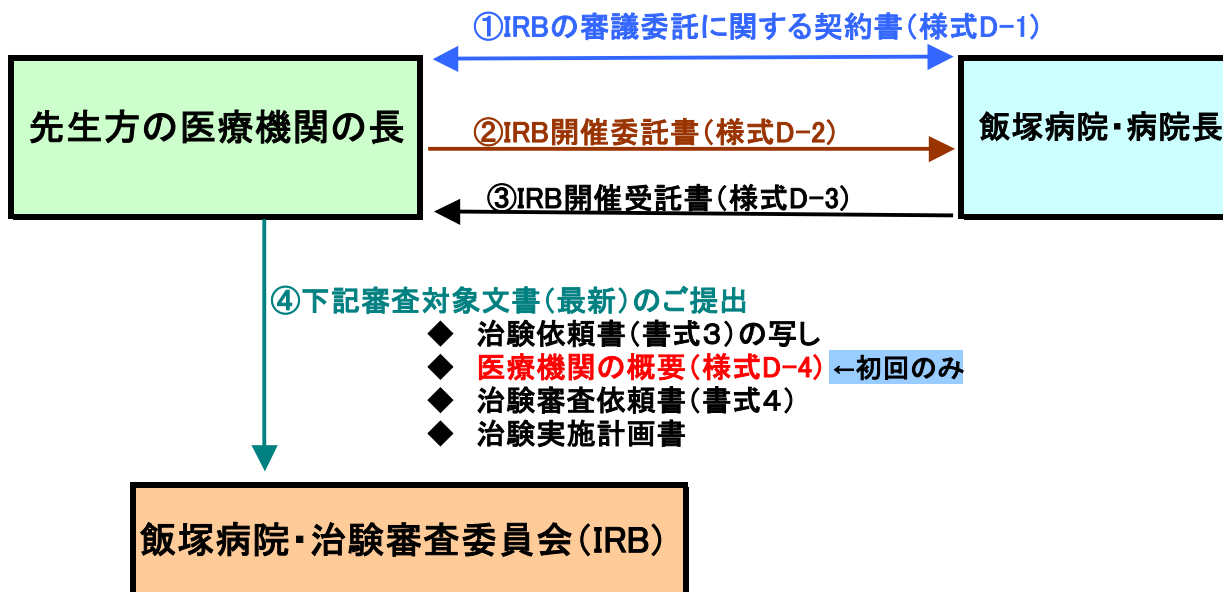 ①IRBの審議委託に関する契約書(様式D-1)
先生方の医療機関の長
飯塚病院・病院長
②IRB開催委託書(様式D-2)
③IRB開催受託書(様式D-3)
④下記審査対象文書(最新)のご提出
◆ 治験依頼書(書式3)の写し
◆ 医療機関の概要(様式D-4) ←初回のみ
◆ 治験審査依頼書(書式4)
◆ 治験実施計画書
飯塚病院・治験審査委員会(IRB)